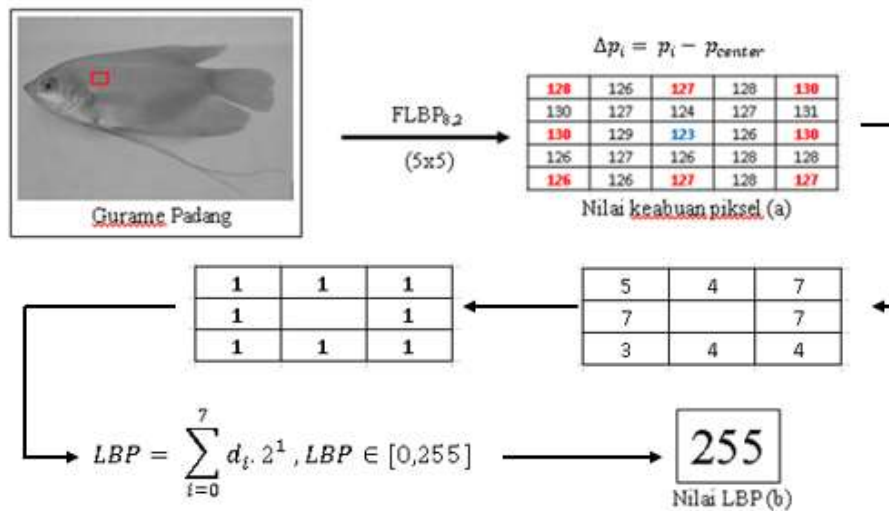 Δpᵢ = pᵢ − p_center
128 126 127 128 130
130 127 124 127 131
130 129 123 126 130
126 127 126 128 128
126 126 127 128 127
Nilai keabuan piksel (a)
FLBP₈,₂
(5x5)
Gurame Padang
1 1 1
1 1
1 1 1
5 4 7
7 7
3 4 4
LBP = ∑_{i=0}^{7} dᵢ. 2¹ , LBP ∈ [0,255]
255
Nilai LBP (b)